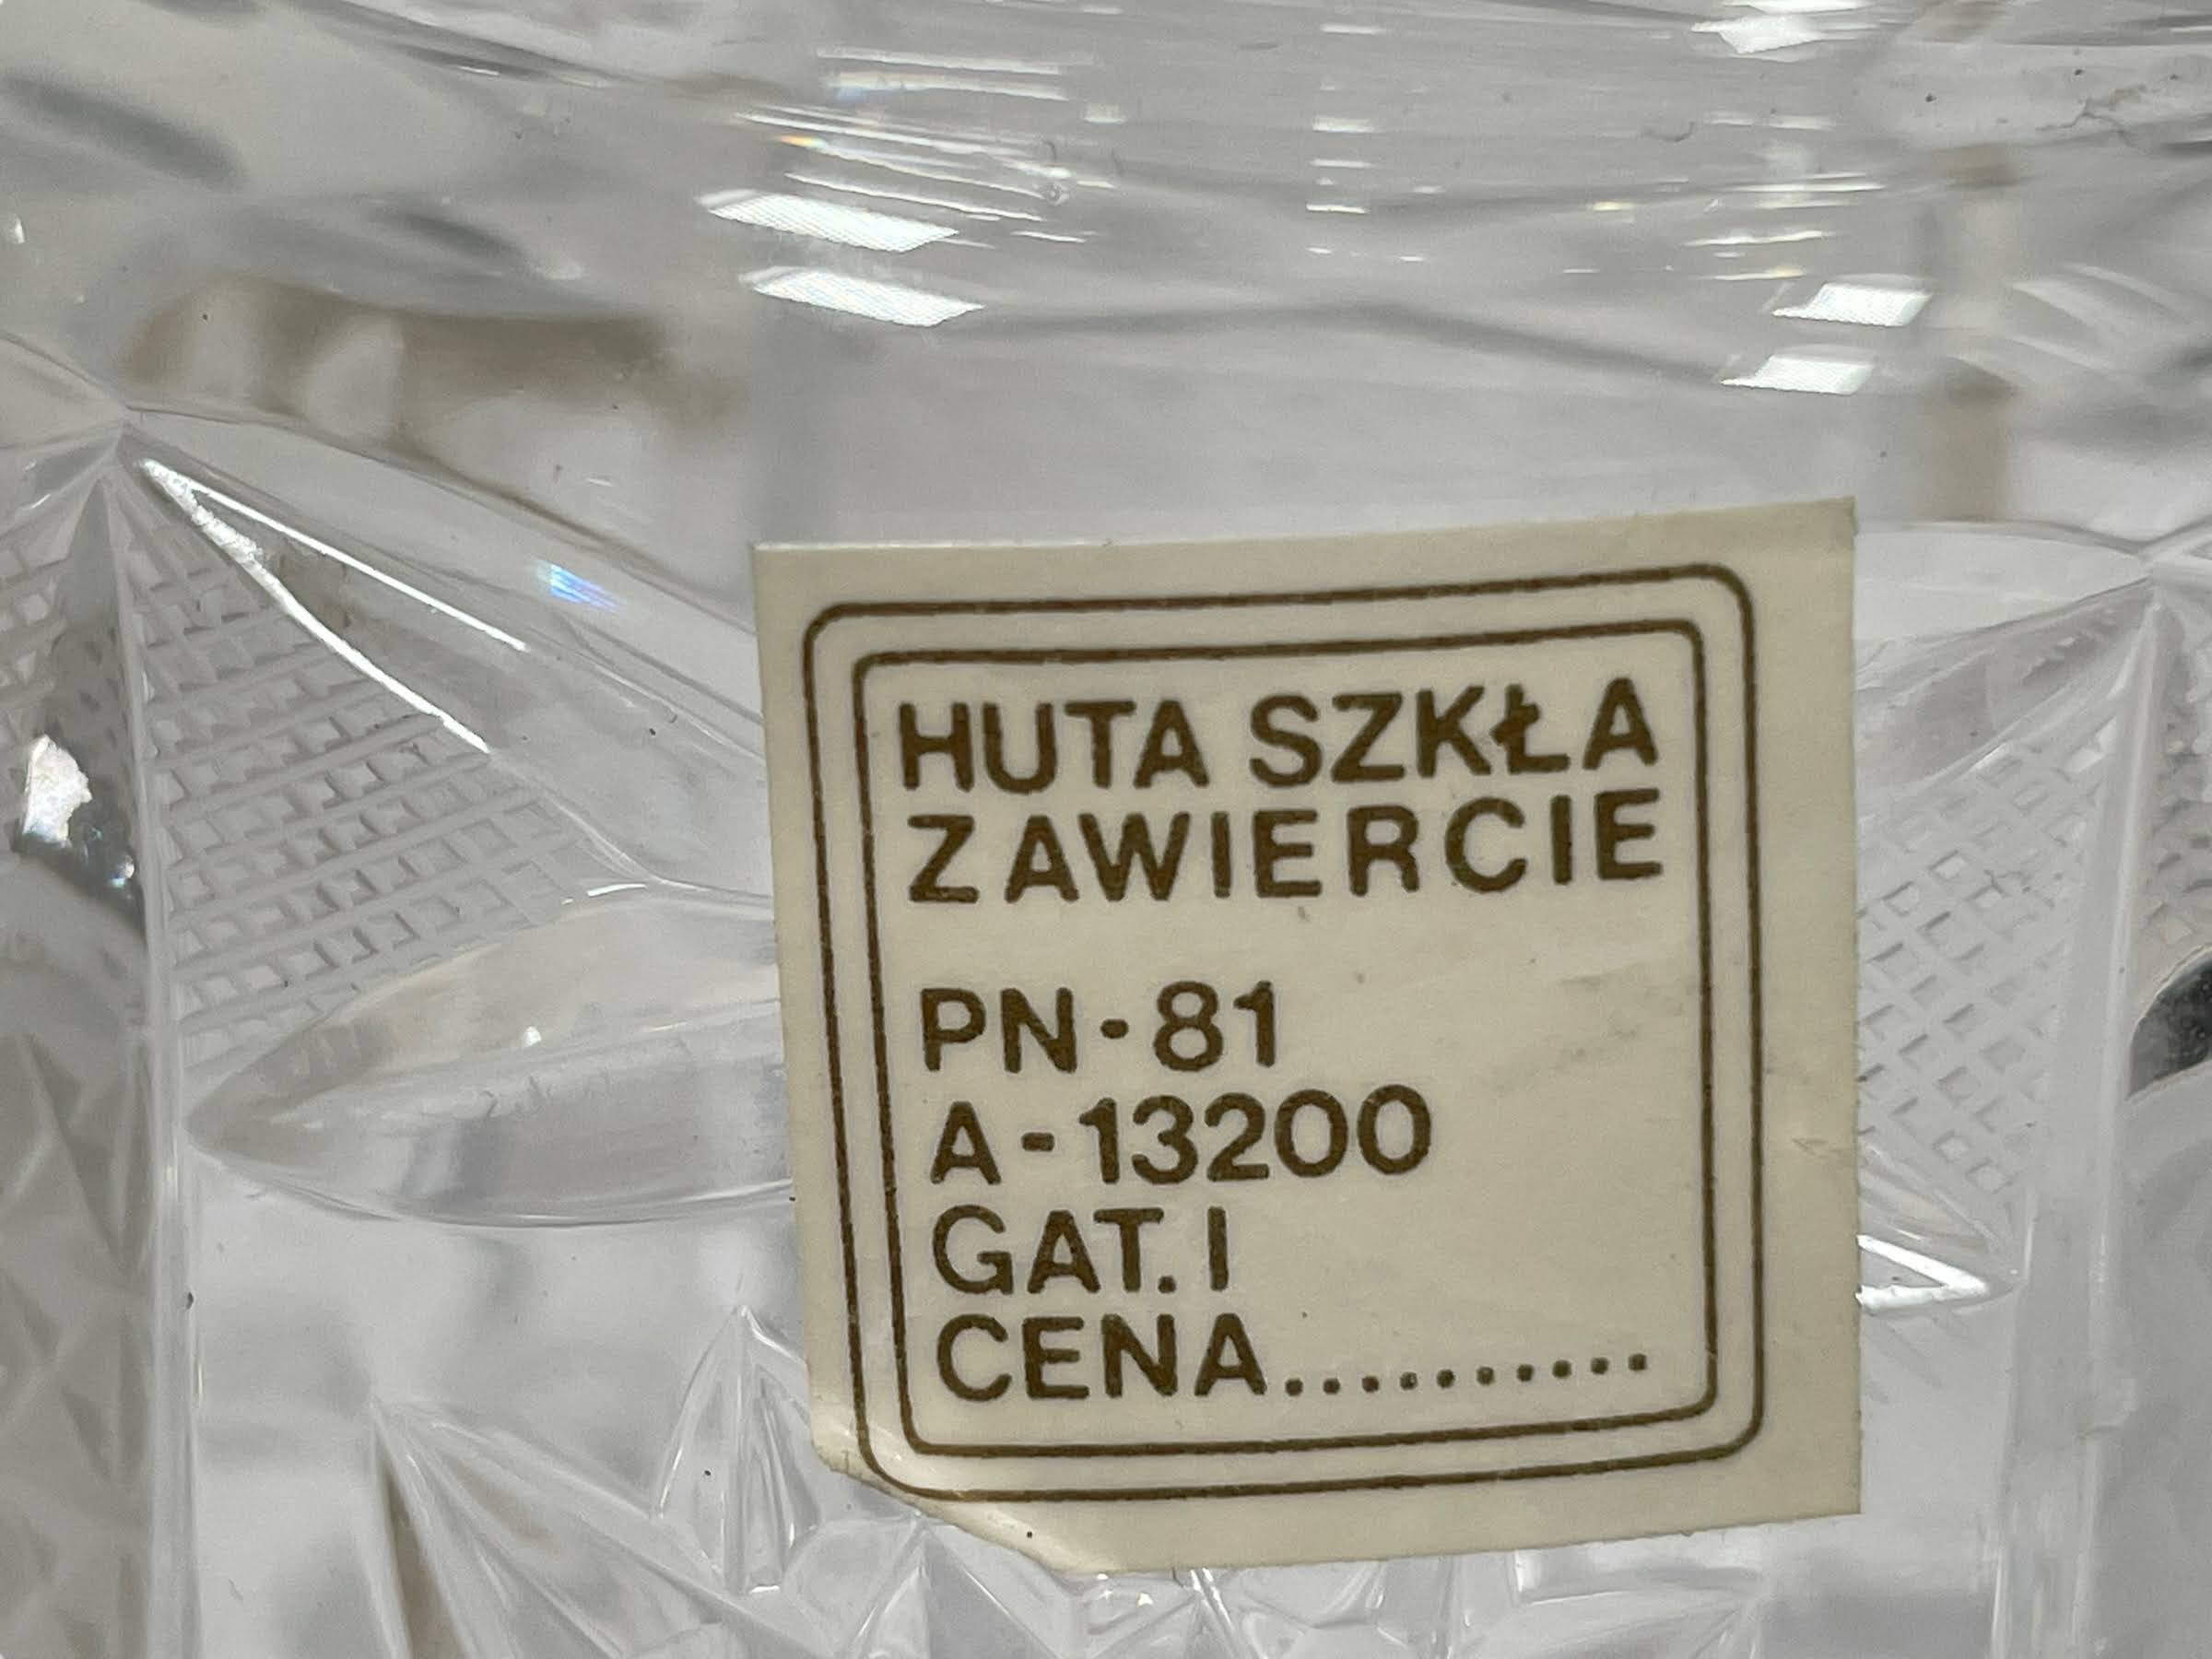 HUTA SZKŁA
ZAWIERCIE
PN-81
A-13200
GAT. I
CENA..........